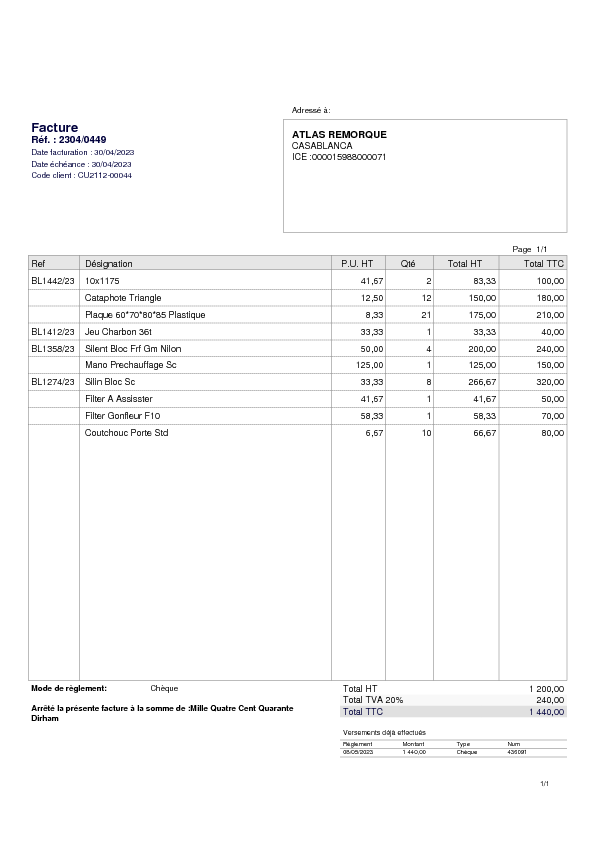 Adressé à:
Facture
Réf. : 2304/0449
Date facturation : 30/04/2023
Date échéance : 30/04/2023
Code client : CU2112-00044
ATLAS REMORQUE
CASABLANCA
ICE :000015988000071
Page 1/1
Ref Désignation P.U. HT Qté Total HT Total TTC
BL1442/23 10x1175 41,67 2 83,33 100,00
Cataphote Triangle 12,50 12 150,00 180,00
Plaque 60*70*80*85 Plastique 8,33 21 175,00 210,00
BL1412/23 Jeu Charbon 36t 33,33 1 33,33 40,00
BL1358/23 Silent Bloc Frf Gm Nilon 50,00 4 200,00 240,00
Mano Prechauffage Sc 125,00 1 125,00 150,00
BL1274/23 Silin Bloc Sc 33,33 8 266,67 320,00
Filter A Assisster 41,67 1 41,67 50,00
Filter Gonfleur F10 58,33 1 58,33 70,00
Coutchouc Porte Std 6,67 10 66,67 80,00
Mode de règlement: Chèque
Total HT 1 200,00
Total TVA 20% 240,00
Total TTC 1 440,00
Arrêté la présente facture à la somme de :Mille Quatre Cent Quarante
Dirham
Versements déjà effectués
Règlement Montant Type Num
08/05/2023 1 440,00 Chèque 436091
1/1